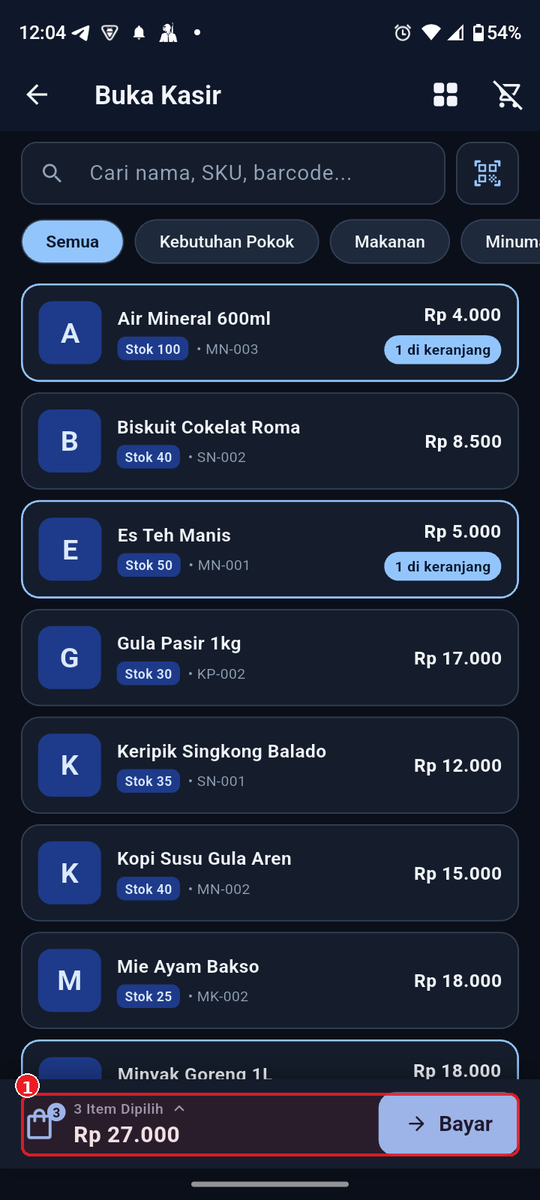 12:04 54%
Buka Kasir
Cari nama, SKU, barcode...
Semua Kebutuhan Pokok Makanan Minum
A Air Mineral 600ml Rp 4.000
Stok 100 • MN-003 1 di keranjang
B Biskuit Cokelat Roma Rp 8.500
Stok 40 • SN-002
E Es Teh Manis Rp 5.000
Stok 50 • MN-001 1 di keranjang
G Gula Pasir 1kg Rp 17.000
Stok 30 • KP-002
K Keripik Singkong Balado Rp 12.000
Stok 35 • SN-001
K Kopi Susu Gula Aren Rp 15.000
Stok 40 • MN-002
M Mie Ayam Bakso Rp 18.000
Stok 25 • MK-002
Minyak Goreng 1L Rp 18.000
1
3 3 Item Dipilih
Rp 27.000 Bayar